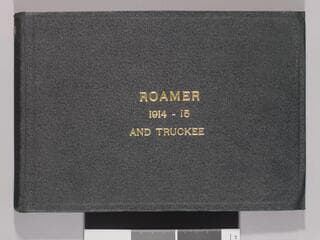 ROAMER
1914 - 15
AND TRUCKEE